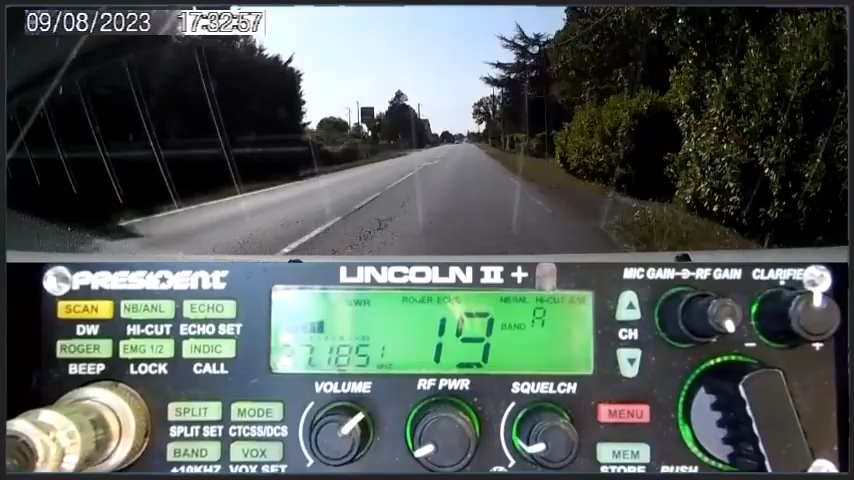 09/08/2023 17:32:57
PRESIDENT LINCOLN II + MIC GAIN RF GAIN CLARIFIER
SCAN NB/ANL ECHO
DW HI-CUT ECHO SET
ROGER EMG 1/2 INDIC
BEEP LOCK CALL
SWR ROGER ECHO NB/ANL HI-CUT
19 BAND A
27.185
MHz
CH
- +
VOLUME RF PWR SQUELCH
SPLIT MODE
SPLIT SET CTCSS/DCS
BAND VOX
+10KHZ VOX SET
MENU
MEM
STORE PUSH